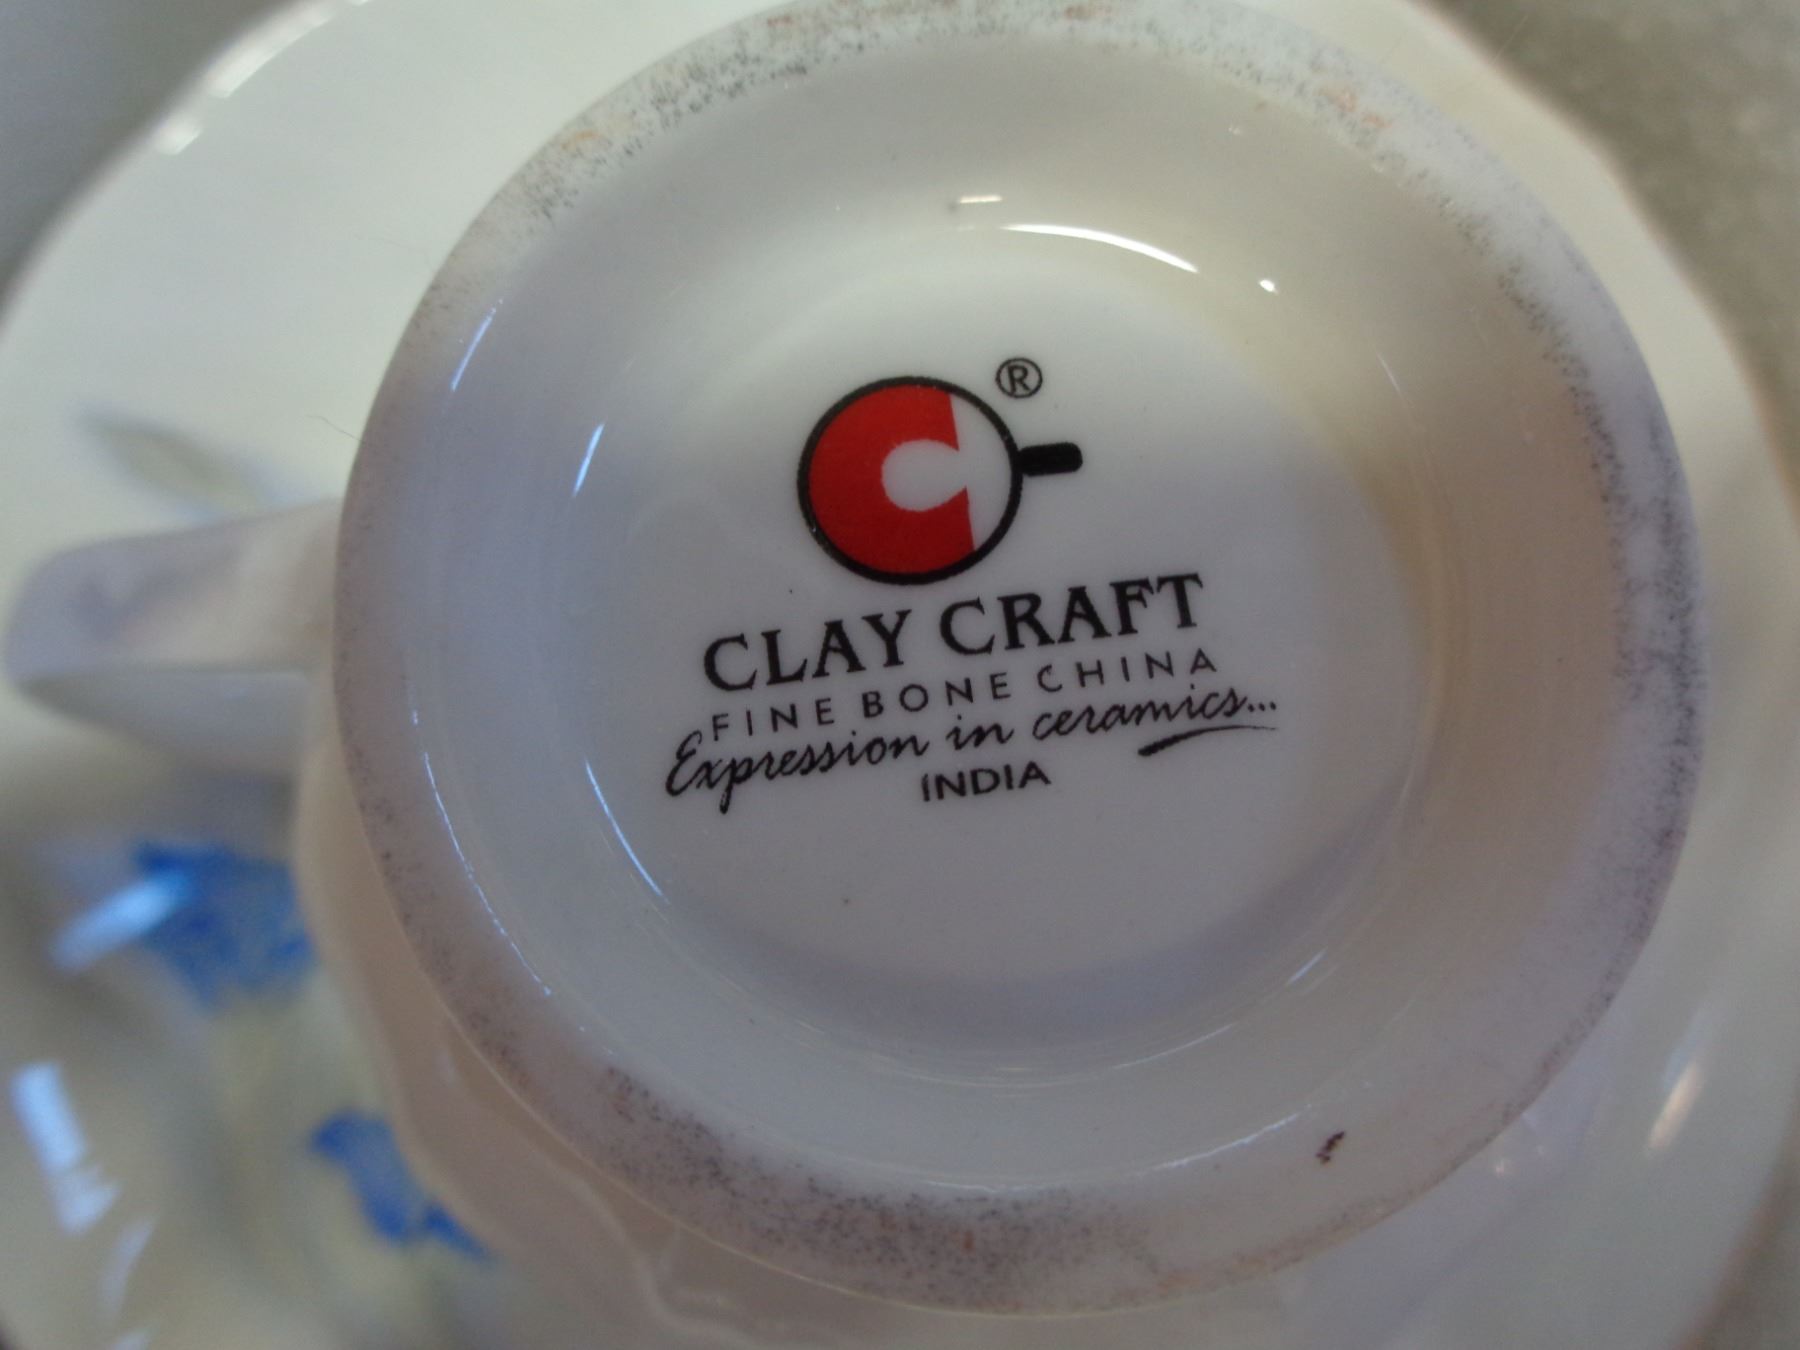 ®
CLAY CRAFT
FINE BONE CHINA
Expression in ceramics...
INDIA